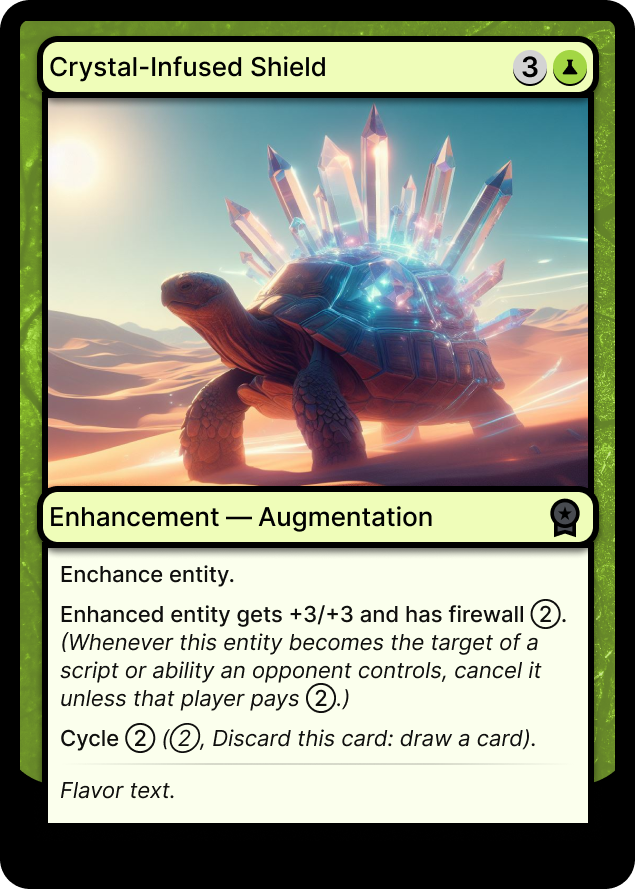 Crystal-Infused Shield 3
Enhancement — Augmentation
Enchance entity.
Enhanced entity gets +3/+3 and has firewall ②.
(Whenever this entity becomes the target of a
script or ability an opponent controls, cancel it
unless that player pays ②.)
Cycle ② (②, Discard this card: draw a card).
Flavor text.